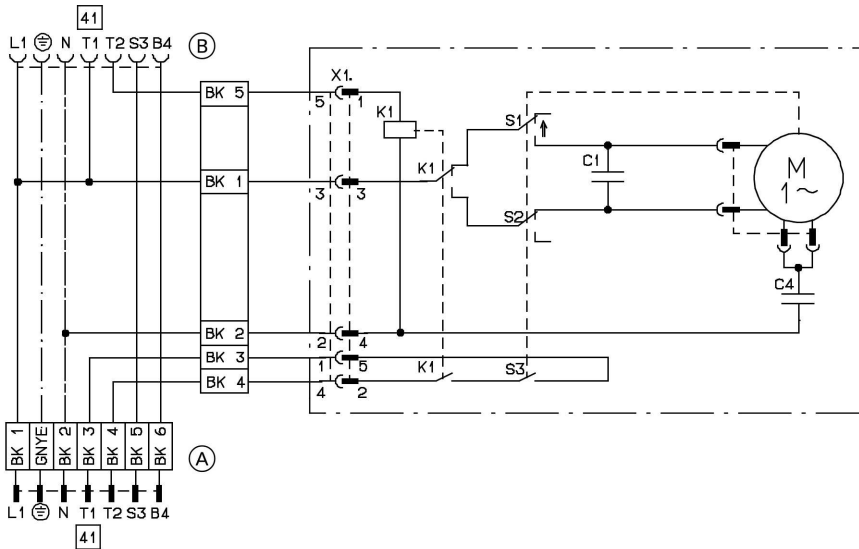 41
L1 N T1 T2 S3 B4 B
BK 5 5 X1. 1
K1
S1
BK 1 3 3 K1
C1
M
1~
S2
C4
BK 2 2 4
BK 3 1 5
BK 4 4 2 K1 S3
BK 1 GNYE BK 2 BK 3 BK 4 BK 5 BK 6 A
L1 N T1 T2 S3 B4
41